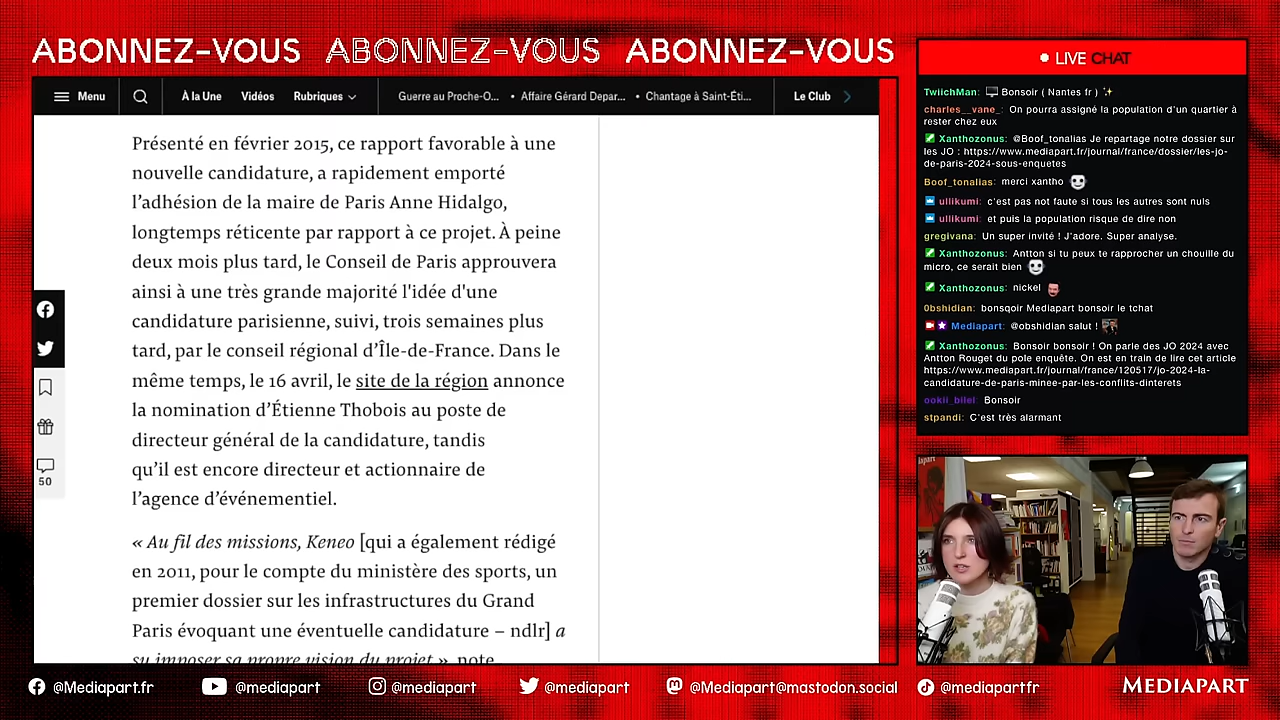 ABONNEZ-VOUS ABONNEZ-VOUS ABONNEZ-VOUS
Menu À la Une Vidéos Rubriques Guerre au Proche-O... • Affaire Gérard Depar... • Chantage à Saint-Éti... Le Club
Présenté en février 2015, ce rapport favorable à une
nouvelle candidature, a rapidement emporté
l’adhésion de la maire de Paris Anne Hidalgo,
longtemps réticente par rapport à ce projet. À peine
deux mois plus tard, le Conseil de Paris approuvera
ainsi à une très grande majorité l'idée d'une
candidature parisienne, suivi, trois semaines plus
tard, par le conseil régional d’Île-de-France. Dans le
même temps, le 16 avril, le site de la région annonce
la nomination d’Étienne Thobois au poste de
directeur général de la candidature, tandis
qu’il est encore directeur et actionnaire de
l’agence d’événementiel.
« Au fil des missions, Keneo [qui a également rédigé
en 2011, pour le compte du ministère des sports, un
premier dossier sur les infrastructures du Grand
Paris évoquant une éventuelle candidature – ndlr] a
su imposer sa propre vision du projet », note
50
LIVE CHAT
TwiichMan: Bonsoir ( Nantes fr )
charles__vane_: On pourra assigné la population d'un quartier à
rester chez eux
Xanthozonus: @Boof_tonalias Je repartage notre dossier sur
les JO : https://www.mediapart.fr/journal/france/dossier/les-jo-
de-paris-2024-sous-enquetes
Boof_tonalias: merci xantho
ullikumi: c'est pas not faute si tous les autres sont nuls
ullikumi: et puis la population risque de dire non
gregivana: Un super invité ! J'adore. Super analyse.
Xanthozonus: Antton si tu peux te rapprocher un chouille du
micro, ce serait bien
Xanthozonus: nickel
0bshidian: bonsqoir Mediapart bonsoir le tchat
Mediapart: @obshidian salut !
Xanthozonus: Bonsoir bonsoir ! On parle des JO 2024 avec
Antton Rouget du pole enquête. On est en train de lire cet article
https://www.mediapart.fr/journal/france/120517/jo-2024-la-
candidature-de-paris-minee-par-les-conflits-dinterets
ookii_bilel: Bonsoir
stpandi: C'est très alarmant
@Mediapart.fr @mediapart @mediapart @mediapart @Mediapart@mastodon.social @mediapartfr MEDIAPART